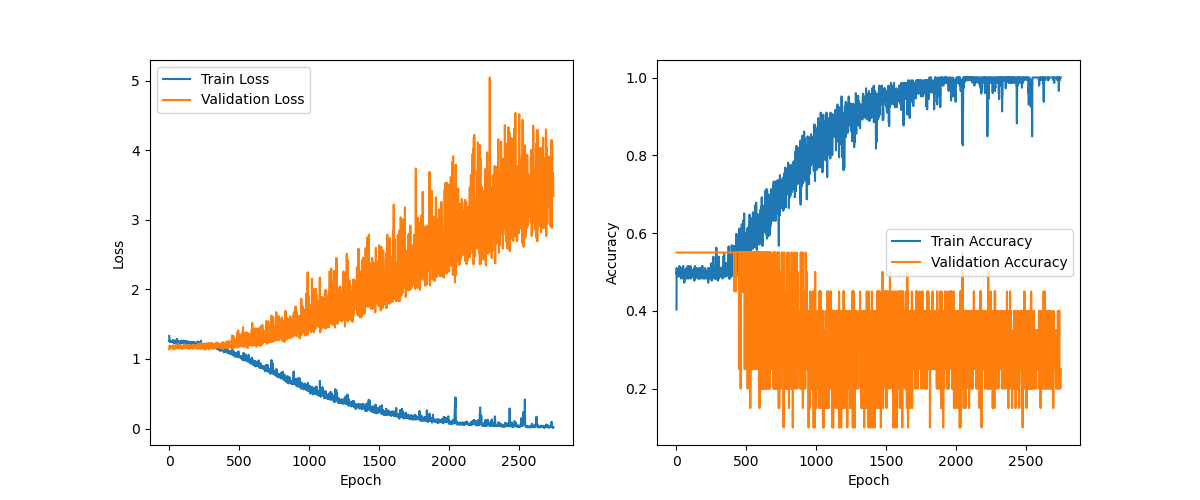 Train Loss
Validation Loss
5
4
3
2
1
0
Loss
0 500 1000 1500 2000 2500
Epoch
1.0
0.8
0.6
0.4
0.2
Accuracy
Train Accuracy
Validation Accuracy
0 500 1000 1500 2000 2500
Epoch